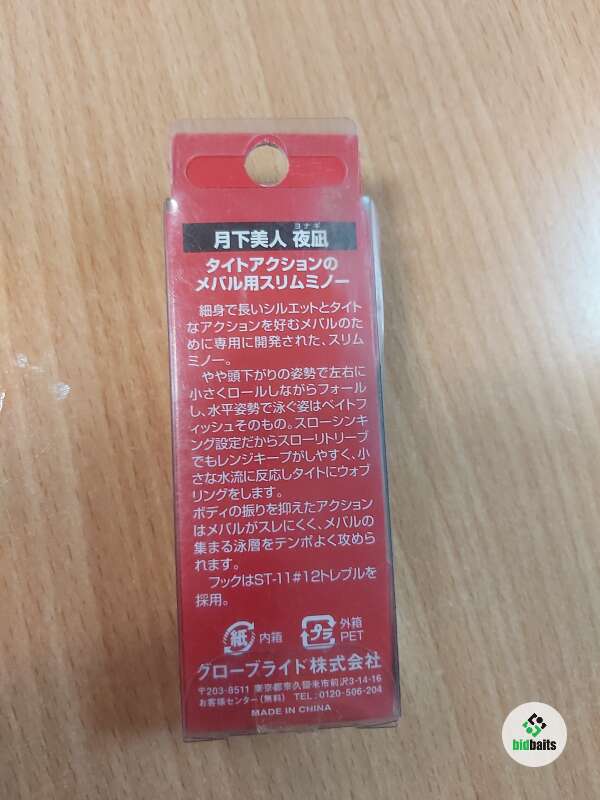 ヨナギ
月下美人 夜凪
タイトアクションの
メバル用スリムミノー
細身で長いシルエットとタイト
なアクションを好むメバルのた
めに専用に開発された、スリム
ミノー。
やや頭下がりの姿勢で左右に
小さくロールしながらフォール
し、水平姿勢で泳ぐ姿はベイトフ
ィッシュそのもの。スローシンキ
ング設定だからスローリトリーブ
でもレンジキープがしやすく、小
さな水流に反応しタイトにウォブ
リングをします。
ボディの振りを抑えたアクション
はメバルがスレにくく、メバルの
集まる泳層をテンポよく攻めら
れます。
フックはST-11#12トレブルを
採用。
紙 内箱 プラ 外箱
PET
グローブライド株式会社
〒203-8511 東京都東久留米市前沢3-14-16
お客様センター(無料) TEL:0120-506-204
MADE IN CHINA
bidbaits